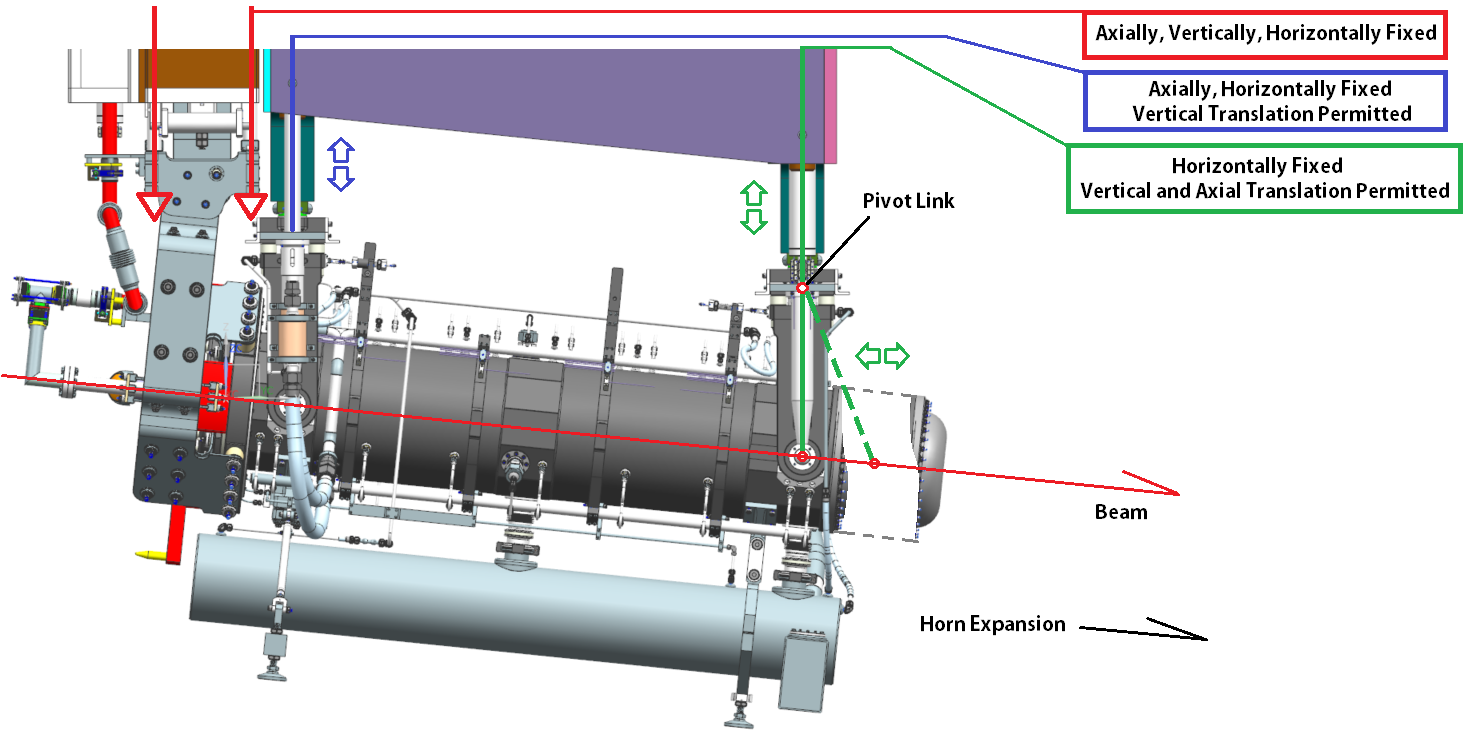 Axially, Vertically, Horizontally Fixed
Axially, Horizontally Fixed
Vertical Translation Permitted
Horizontally Fixed
Vertical and Axial Translation Permitted
Pivot Link
Beam
Horn Expansion